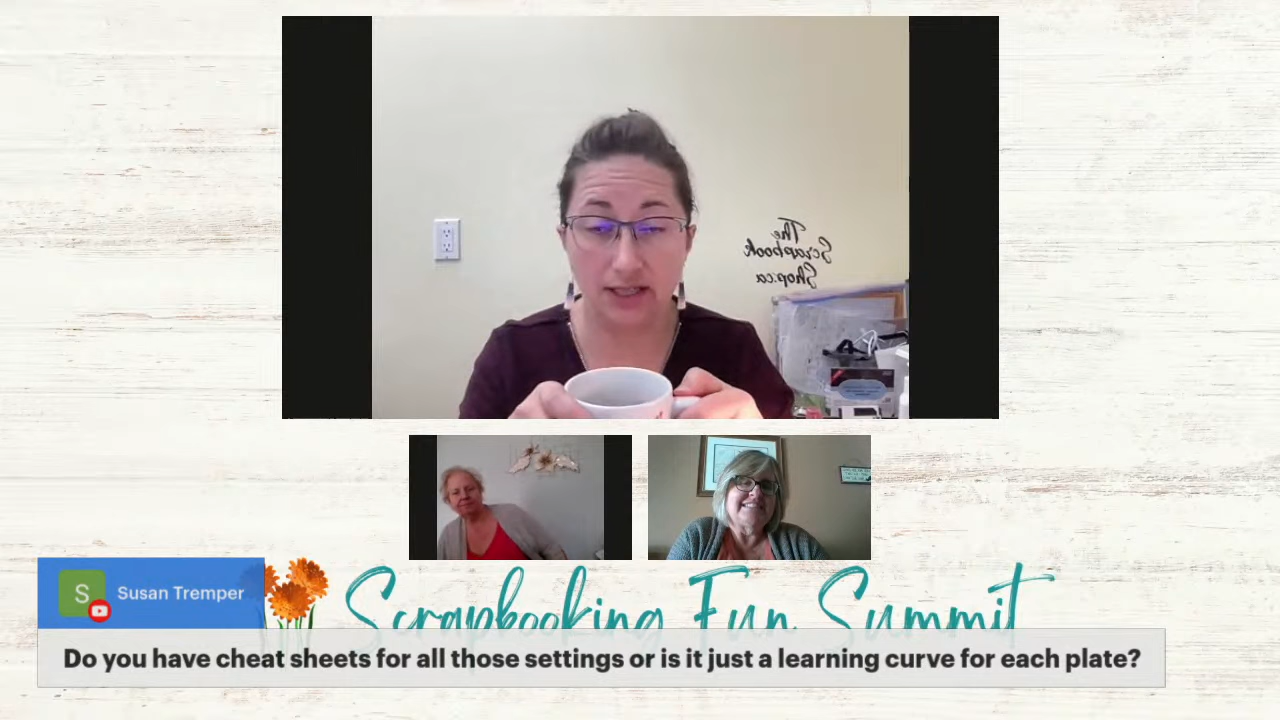 The
Scrapbook
Shop.ca
Susan Tremper
S
Scrapbooking Fun Summit
Do you have cheat sheets for all those settings or is it just a learning curve for each plate?